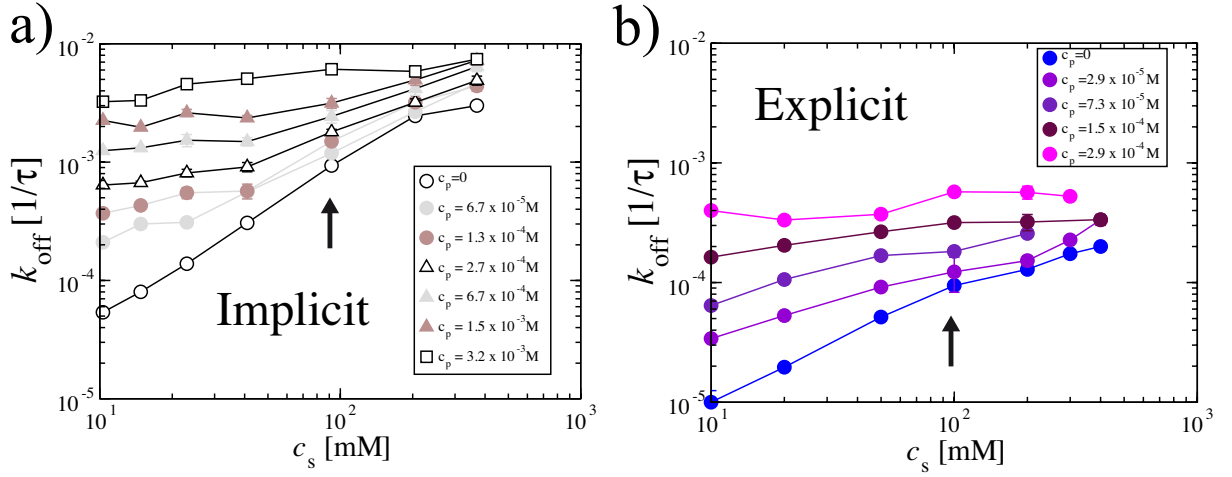 a)
k_off [1/τ]
10^-2
10^-3
10^-4
10^-5
Implicit
c_p=0
c_p = 6.7 x 10^-5 M
c_p = 1.3 x 10^-4 M
c_p = 2.7 x 10^-4 M
c_p = 6.7 x 10^-4 M
c_p = 1.5 x 10^-3 M
c_p = 3.2 x 10^-3 M
10^1 10^2 10^3
c_s [mM]
b)
k_off [1/τ]
10^-2
10^-3
10^-4
10^-5
Explicit
c_p=0
c_p = 2.9 x 10^-5 M
c_p = 7.3 x 10^-5 M
c_p = 1.5 x 10^-4 M
c_p = 2.9 x 10^-4 M
10^1 10^2 10^3
c_s [mM]